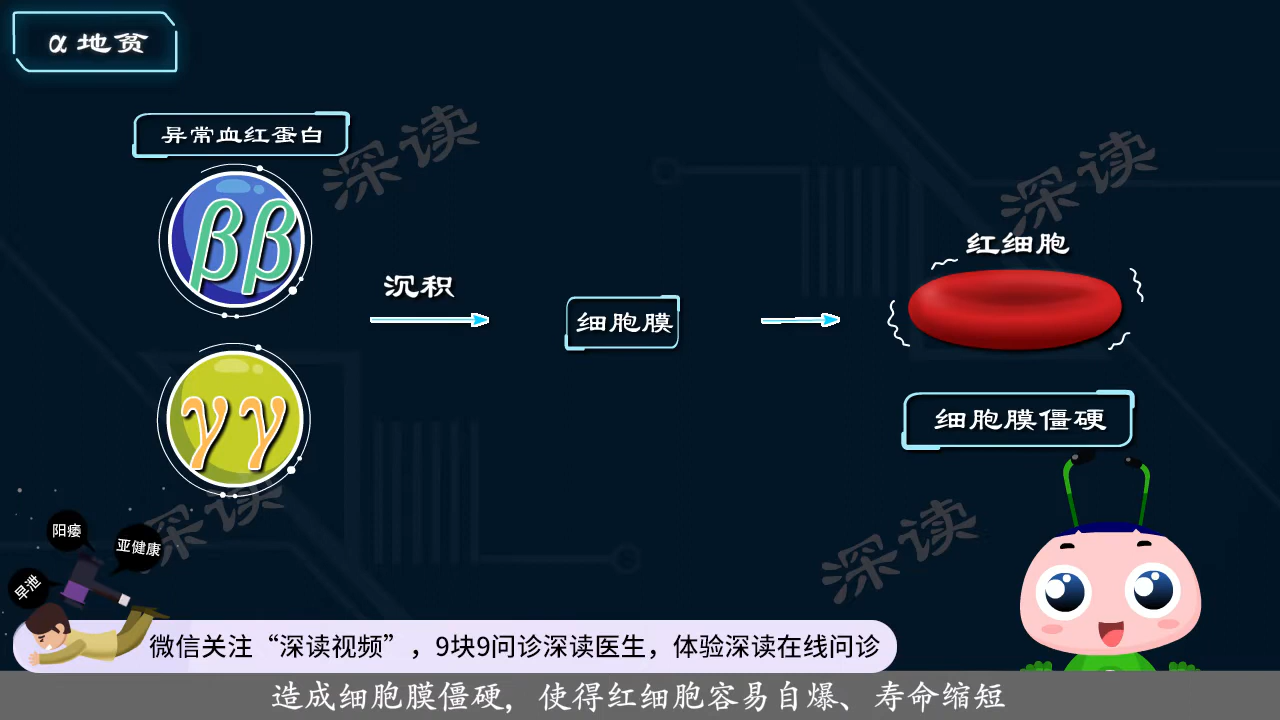 α 地贫
异常血红蛋白
深读
深读
ββ
红细胞
沉积
细胞膜
γγ
细胞膜僵硬
深读
深读
阳痿
亚健康
早泄
微信关注“深读视频”，9块9问诊深读医生，体验深读在线问诊
造成细胞膜僵硬，使得红细胞容易自爆、寿命缩短